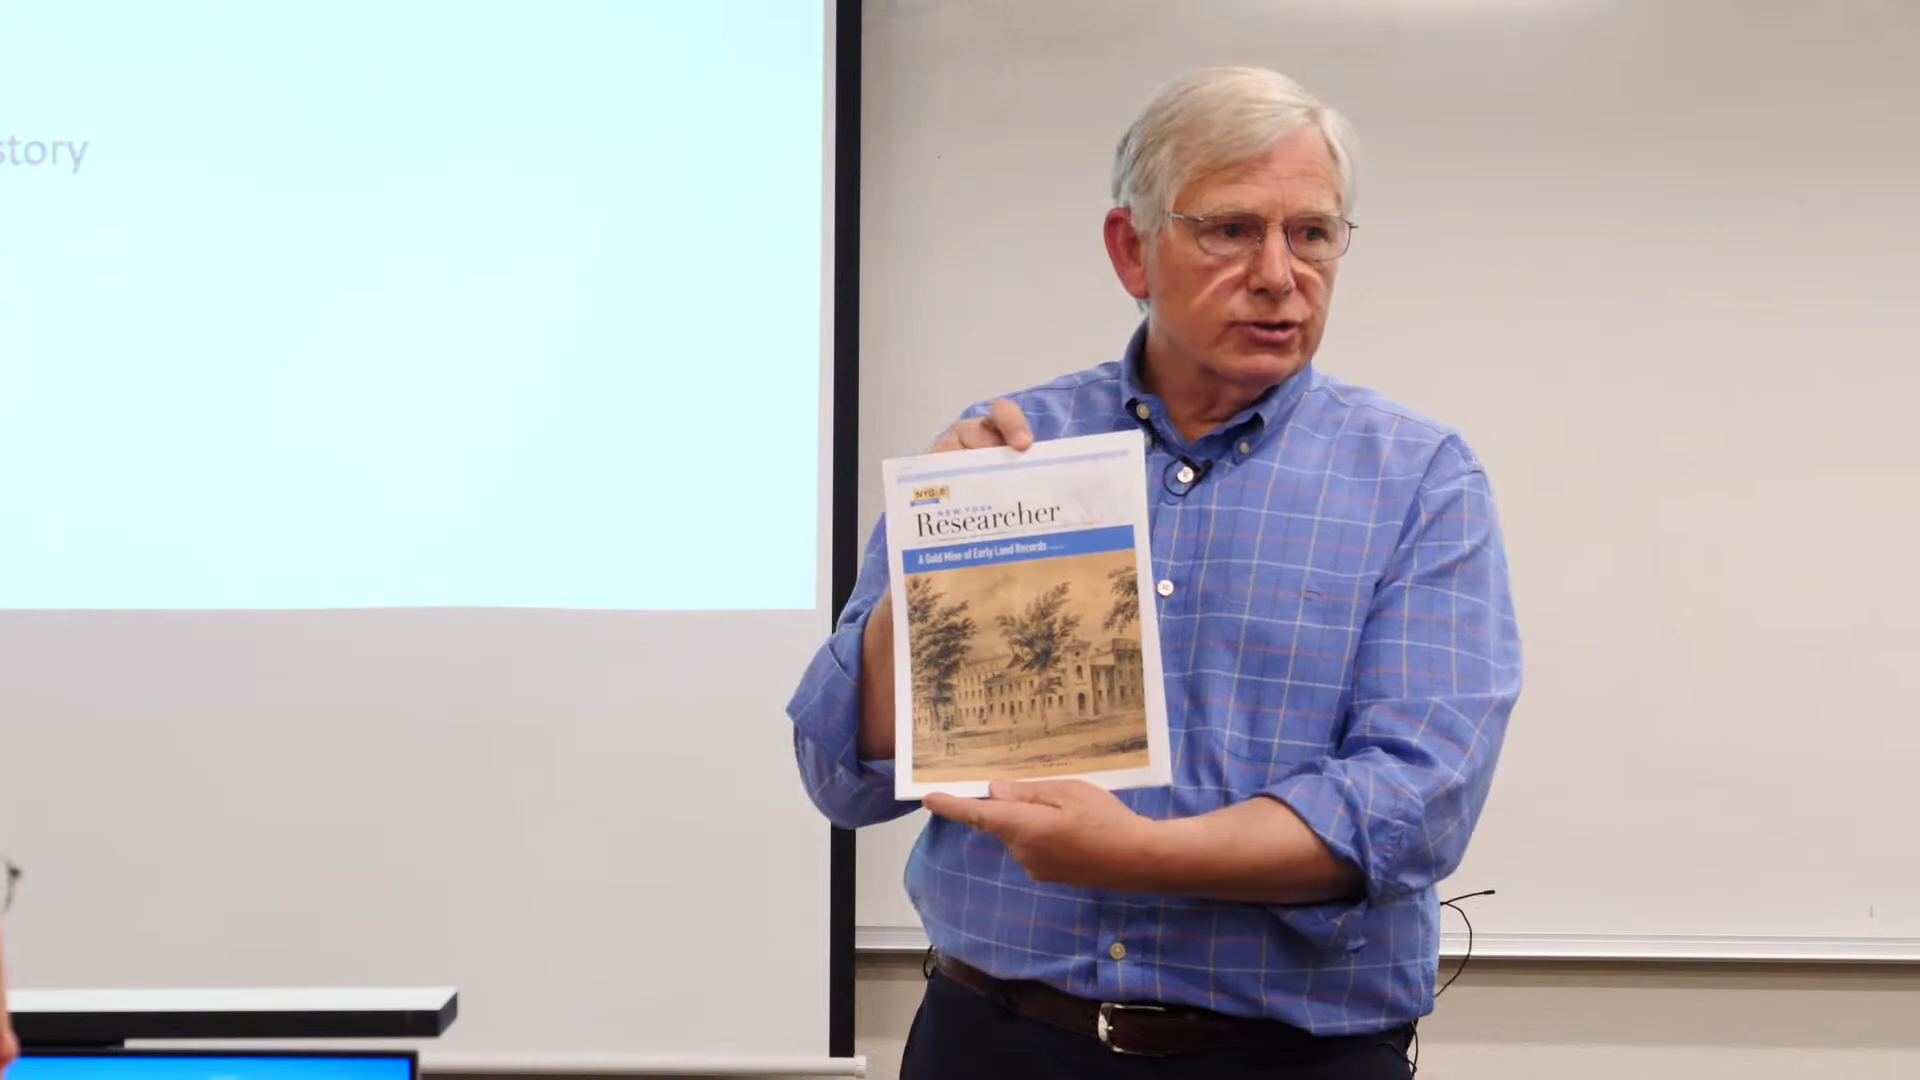 story
NYG&B
NEW YORK
Researcher
A Gold Mine of Early Land Records